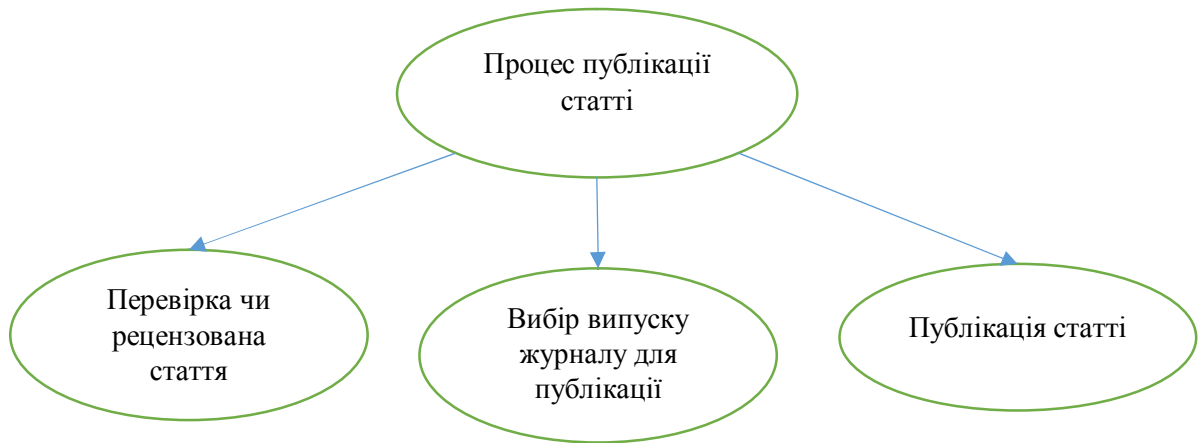 Процес публікації
статті
Перевірка чи
рецензована
стаття
Вибір випуску
журналу для
публікації
Публікація статті